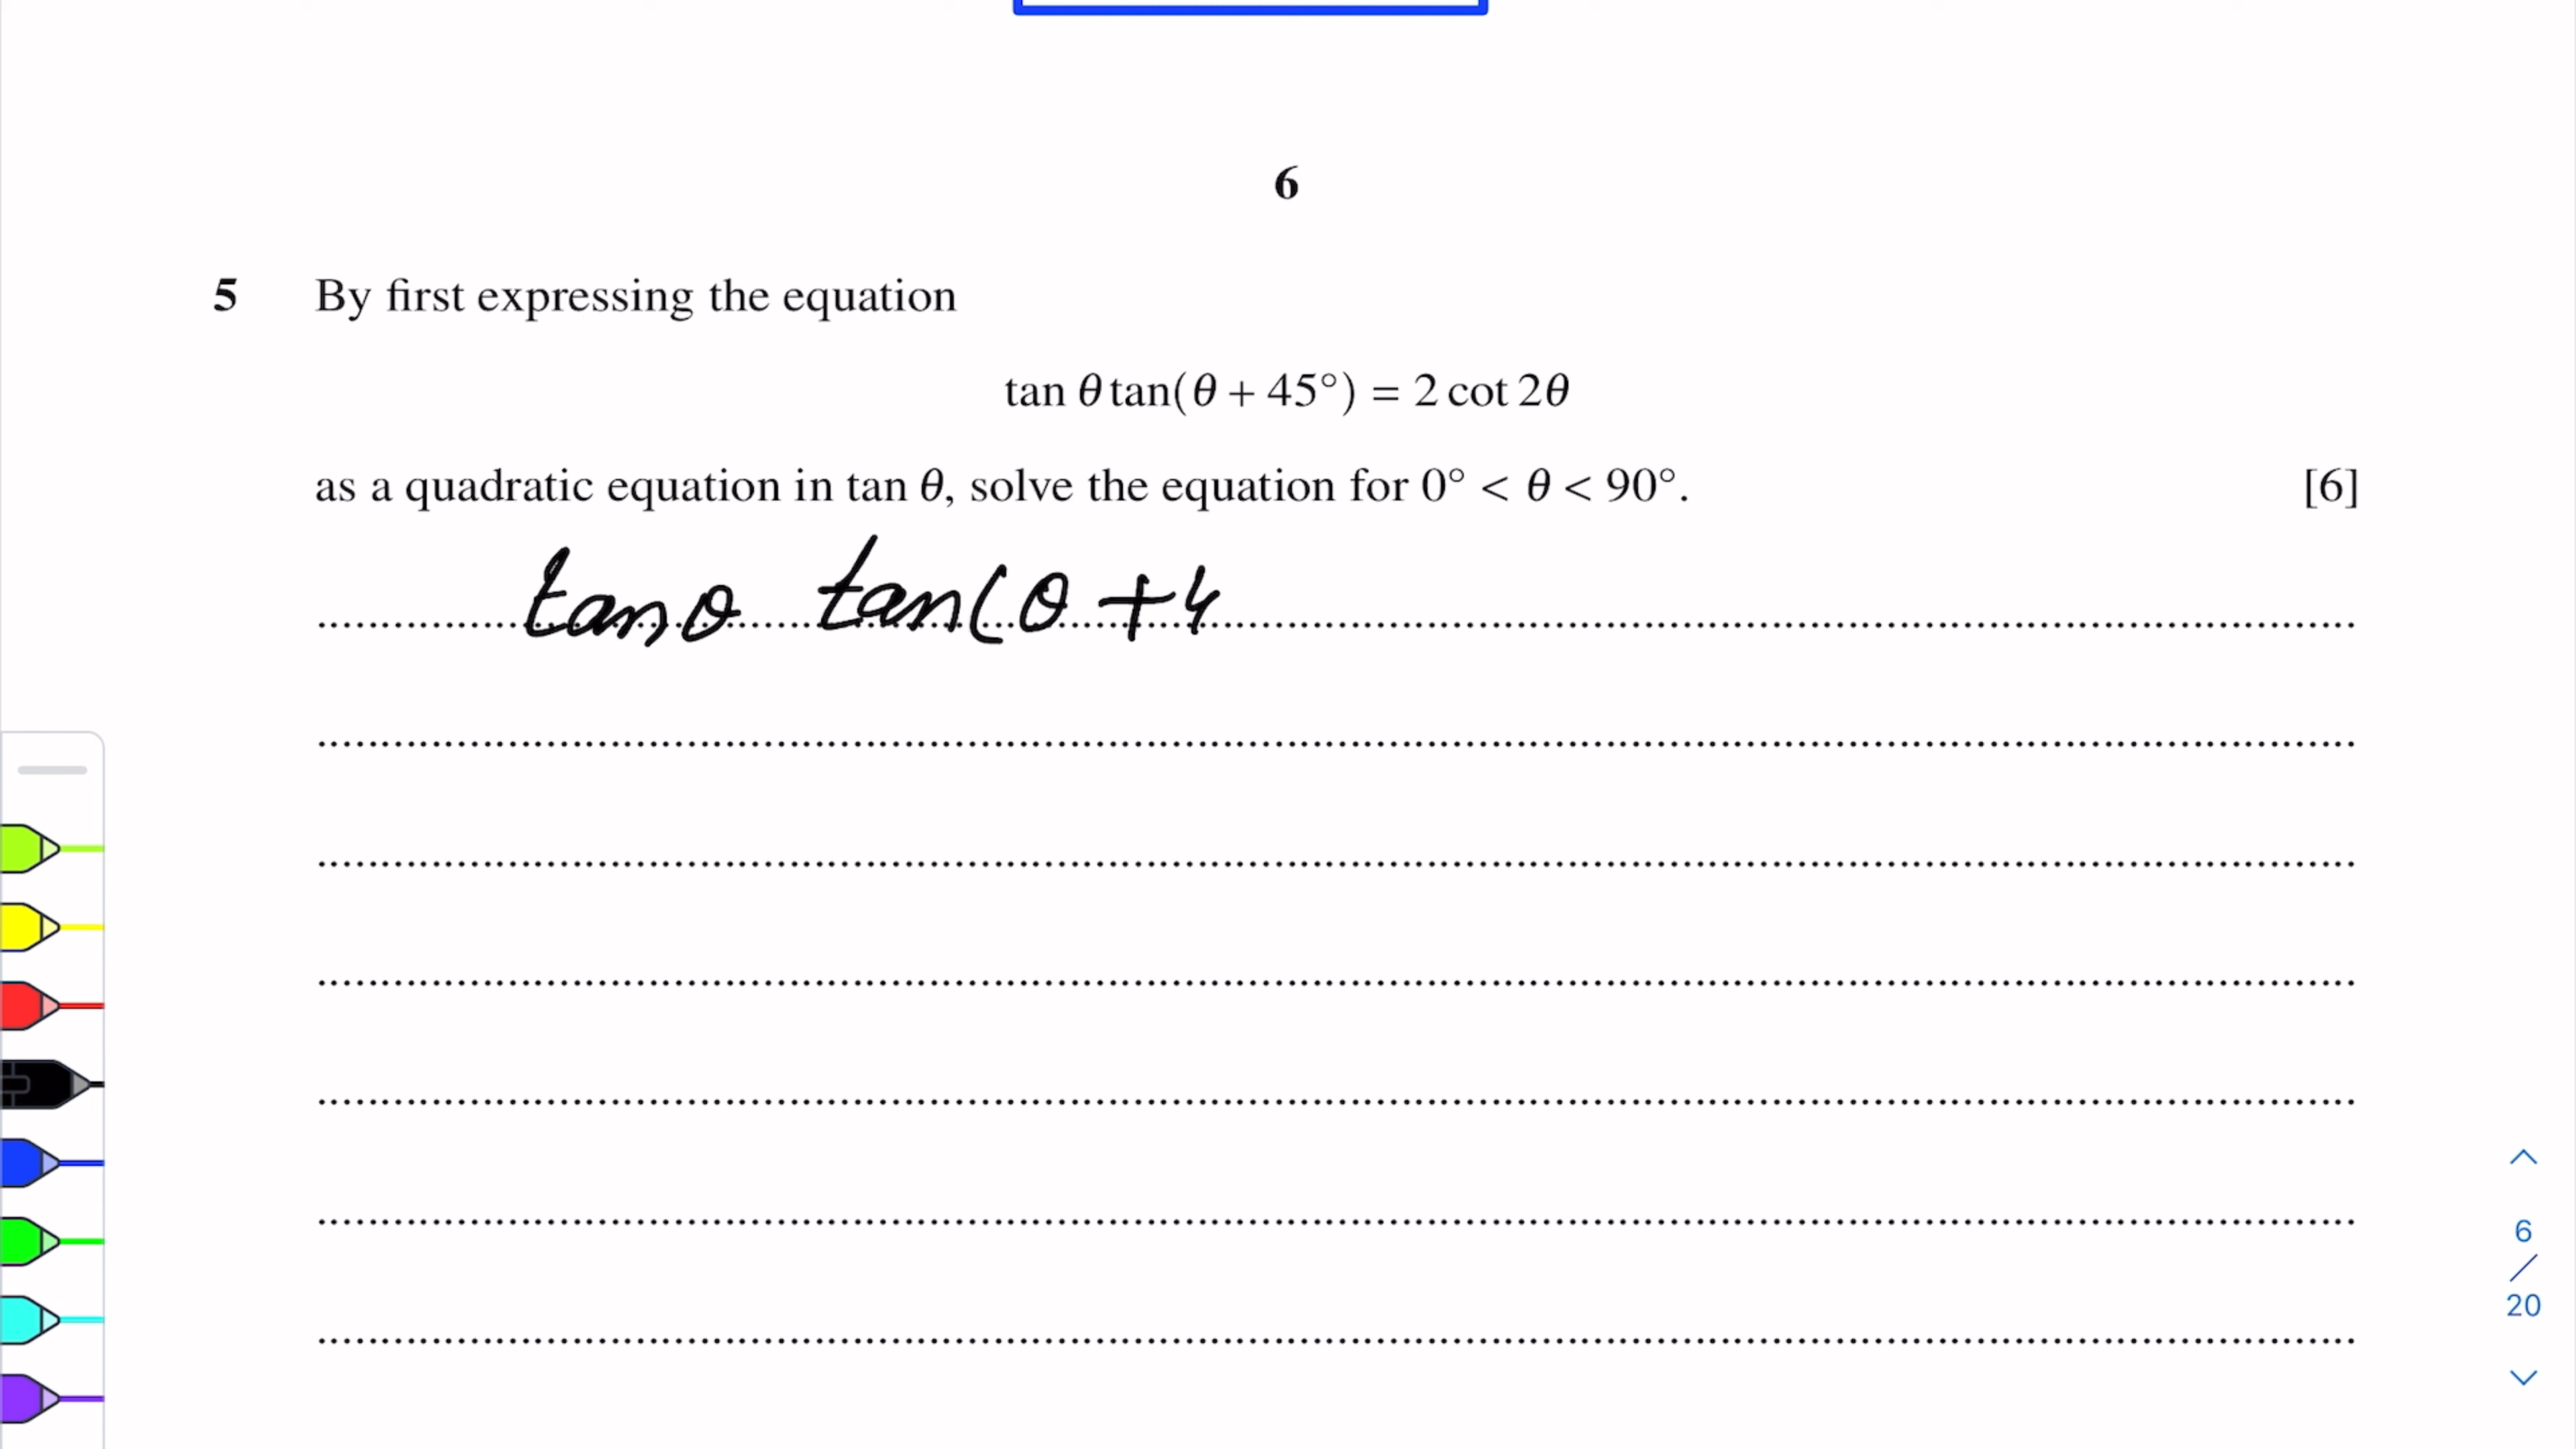 6
5 By first expressing the equation
tan θ tan(θ + 45°) = 2 cot 2θ
as a quadratic equation in tan θ, solve the equation for 0° < θ < 90°. [6]
tanθ tan(θ +4
6
/
20